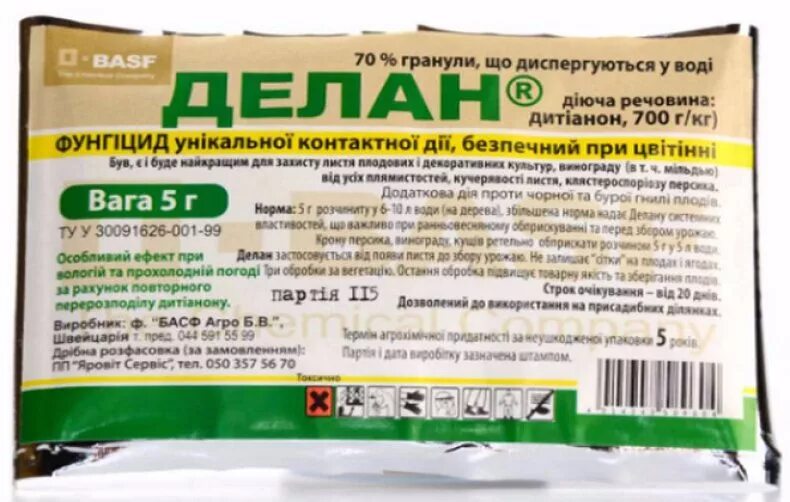 BASF
The Chemical Company
70 % гранули, що диспергуються у воді
ДЕЛАН®
діюча речовина:
дитіанон, 700 г/кг)
ФУНГІЦИД унікальної контактної дії, безпечний при цвітінні
Був, є і буде найкращим для захисту листя плодових і декоративних культур, винограду (в т. ч. мільдью)
від усіх плямистостей, кучерявості листя, клястероспоріозу персика.
Додаткова дія проти чорної та бурої гнилі плодів.
Вага 5 г
Норма: 5 г розчиниту у 6-10 л води (на дерева), збільшена норма надає Делану системних
властивостей, що важливо при ранньовесняному обприскуванні та перед збором урожаю.
ТУ У 30091626-001-99
Крону персика, винограду, кущів ретельно обприскати розчином 5 г у 5 л води.
Особливий ефект при
вологій та прохолодній погоді
за рахунок повторного
перерозподілу дитіанону.
Делан застосовується від появи листя до збору урожаю. Не залишає "сітки" на плодах і ягодах.
Три обробки за вегетацію. Остання обробка підвищує товарну якість та зберігання плодів.
Строк очікування – від 20 днів.
партія II5
Дозволений до використання на присадибних ділянках.
Виробник: ф. "БАСФ Агро Б.В.".
Швейцарія т. пред. 044 591 55 99
Дрібна розфасовка (за замовленням):
ПП "Яровіт Сервіс", тел. 050 357 56 70
The Chemical Company
Термін агрохімічної придатності за неушкодженої упаковки 5 років.
Партія і дата виробітку зазначена штампом.
Токсично